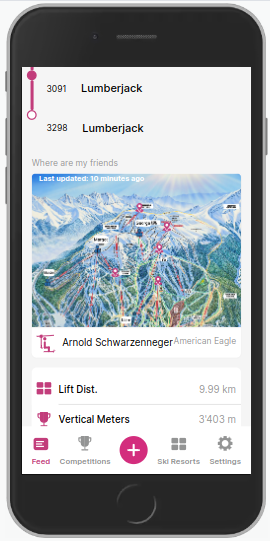 3091 Lumberjack
3298 Lumberjack
Where are my friends
Last updated: 10 minutes ago
Arnold Schwarzenneger American Eagle
Lift Dist. 9.99 km
Vertical Meters 3'403 m
Feed Competitions Ski Resorts Settings